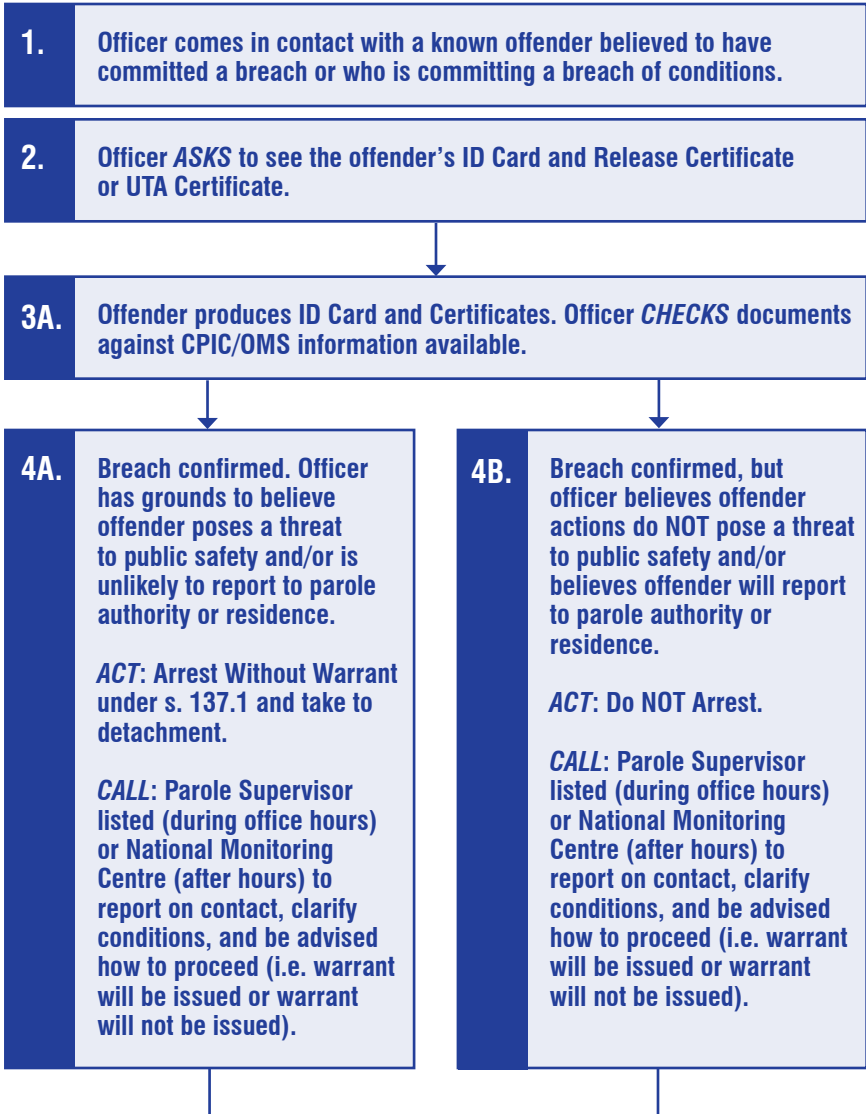 1.
Officer comes in contact with a known offender believed to have
committed a breach or who is committing a breach of conditions.
2.
Officer ASKS to see the offender's ID Card and Release Certificate
or UTA Certificate.
3A.
Offender produces ID Card and Certificates. Officer CHECKS documents
against CPIC/OMS information available.
4A.
Breach confirmed. Officer
has grounds to believe
offender poses a threat
to public safety and/or is
unlikely to report to parole
authority or residence.
ACT: Arrest Without Warrant
under s. 137.1 and take to
detachment.
CALL: Parole Supervisor
listed (during office hours)
or National Monitoring
Centre (after hours) to
report on contact, clarify
conditions, and be advised
how to proceed (i.e. warrant
will be issued or warrant
will not be issued).
4B.
Breach confirmed, but
officer believes offender
actions do NOT pose a threat
to public safety and/or
believes offender will report
to parole authority or
residence.
ACT: Do NOT Arrest.
CALL: Parole Supervisor
listed (during office hours)
or National Monitoring
Centre (after hours) to
report on contact, clarify
conditions, and be advised
how to proceed (i.e. warrant
will be issued or warrant
will not be issued).